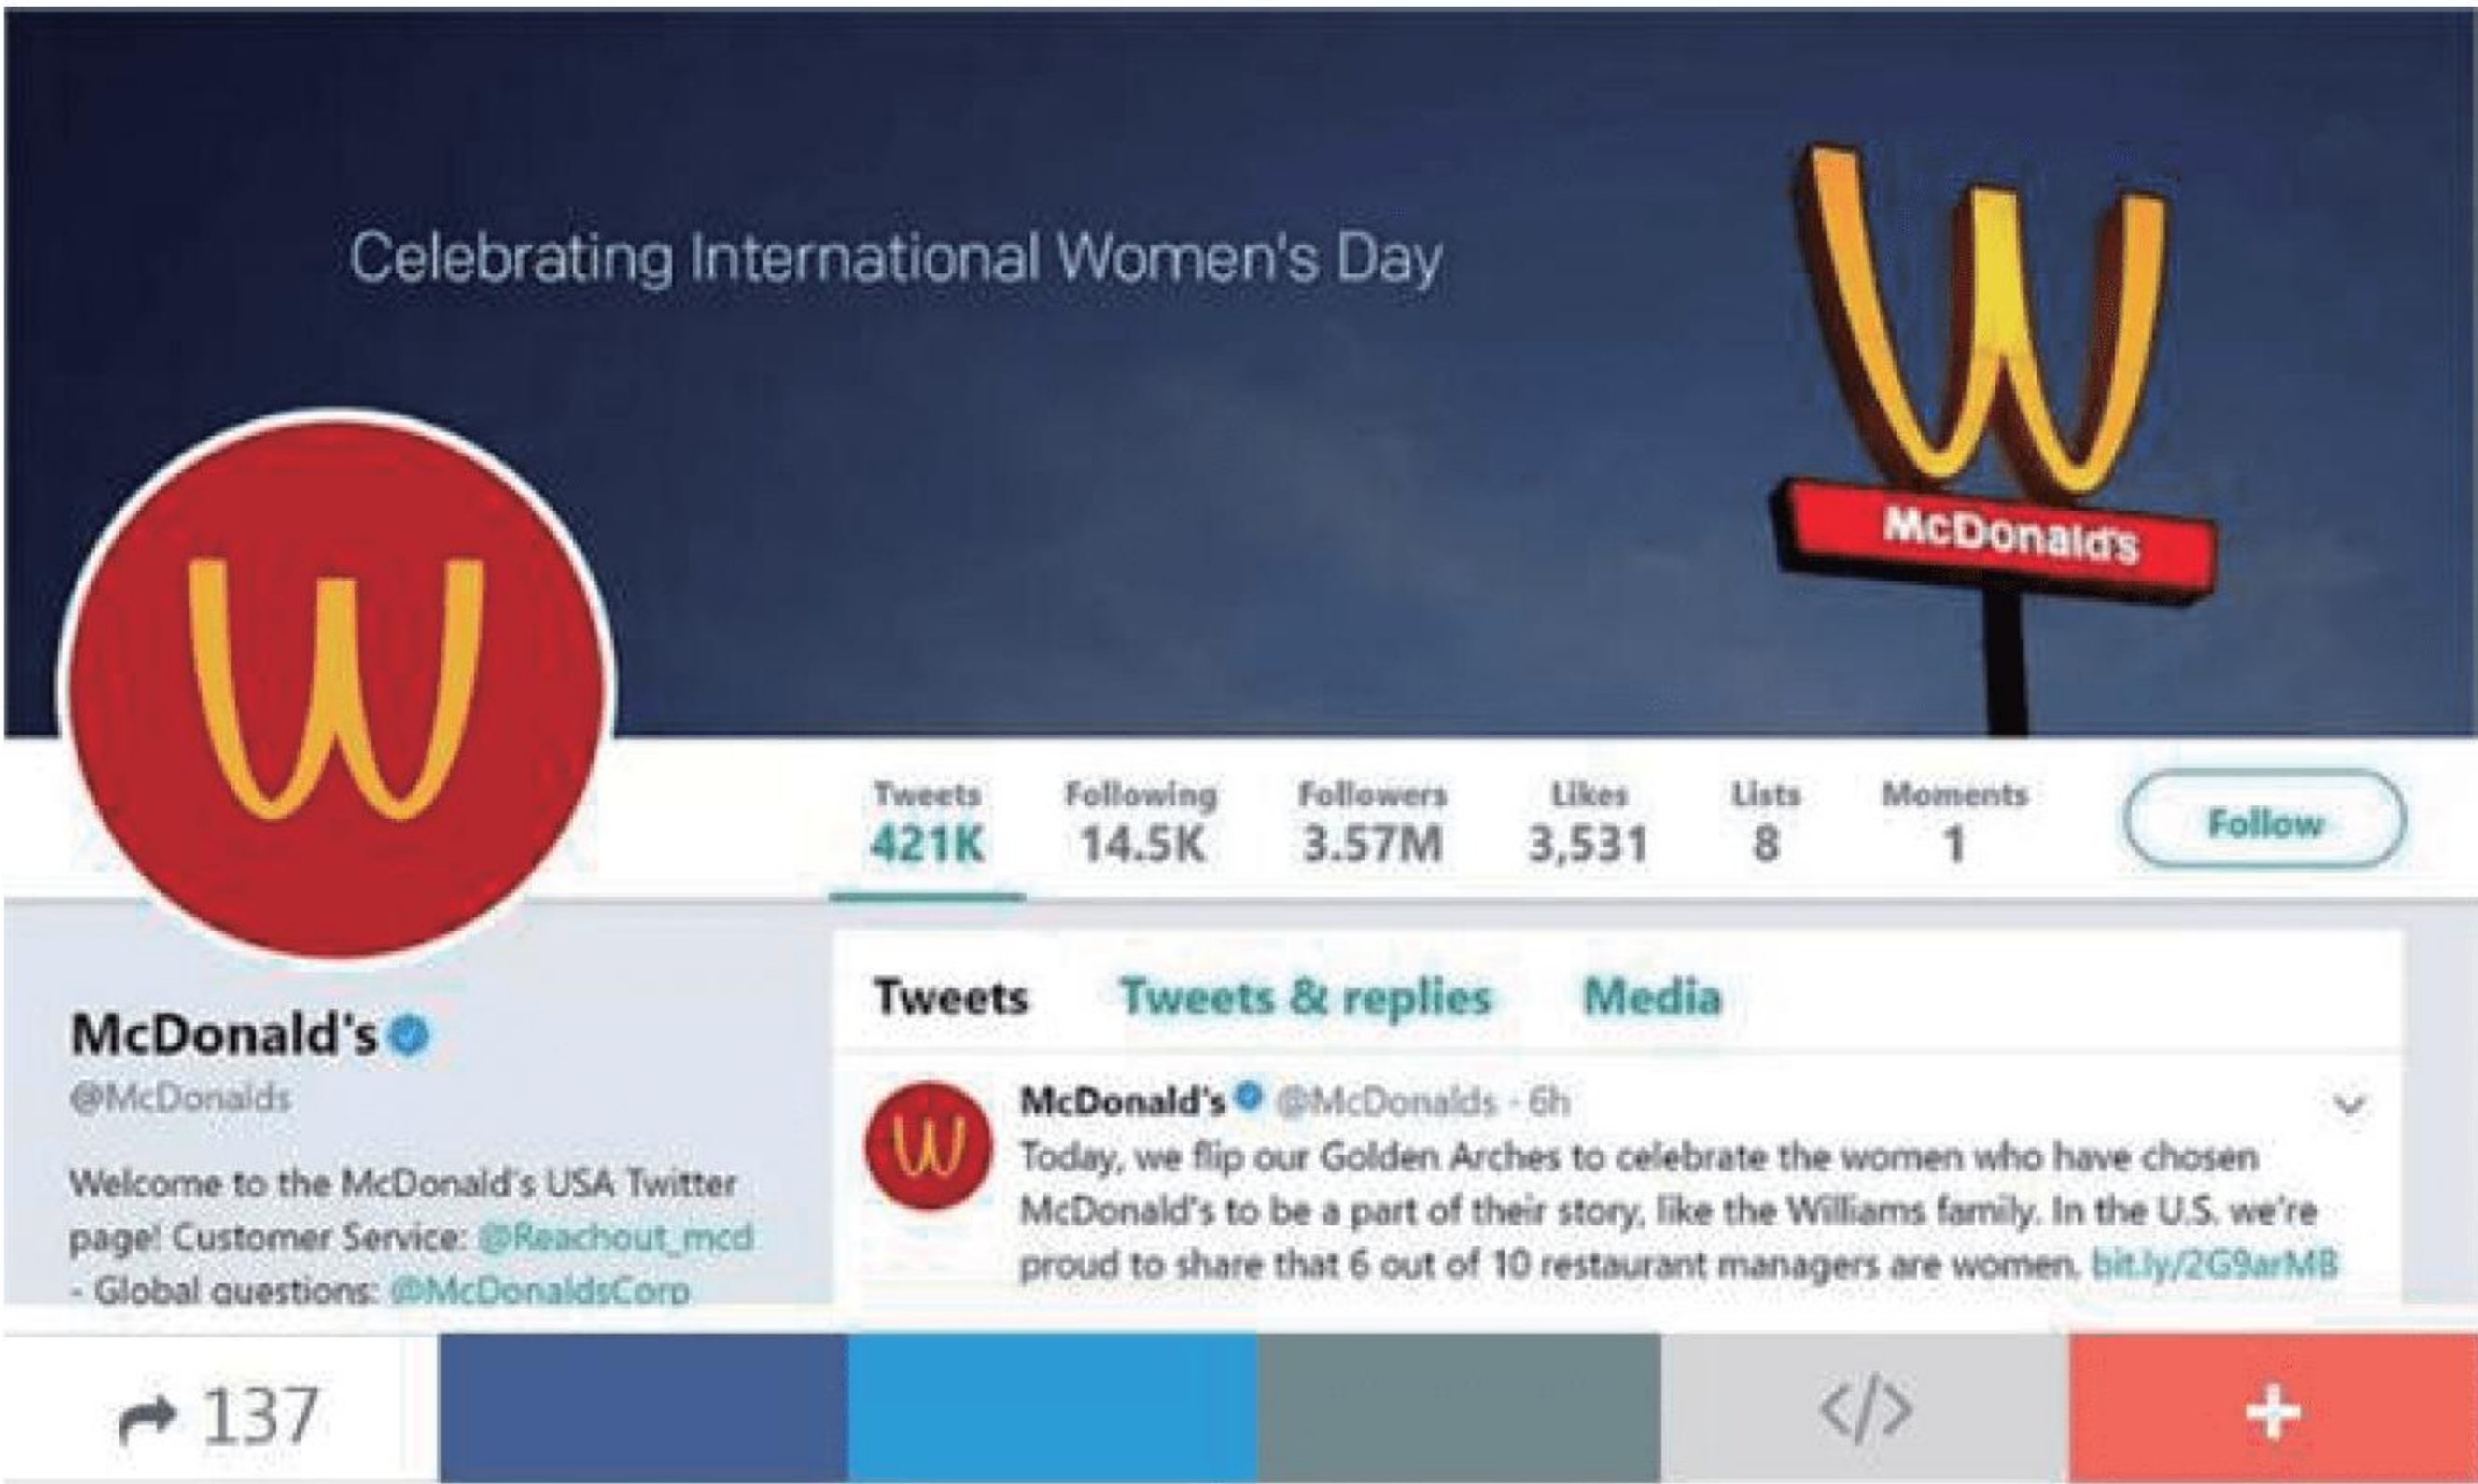 Celebrating International Women's Day
McDonald's
Tweets Following Followers Likes Lists Moments
421K 14.5K 3.57M 3,531 8 1
Follow
McDonald's
@McDonalds
Welcome to the McDonald's USA Twitter
page! Customer Service: @Reachout_mcd
- Global questions: @McDonaldsCorp
Tweets Tweets & replies Media
McDonald's @McDonalds · 6h
Today, we flip our Golden Arches to celebrate the women who have chosen
McDonald's to be a part of their story, like the Williams family. In the U.S. we're
proud to share that 6 out of 10 restaurant managers are women.
137